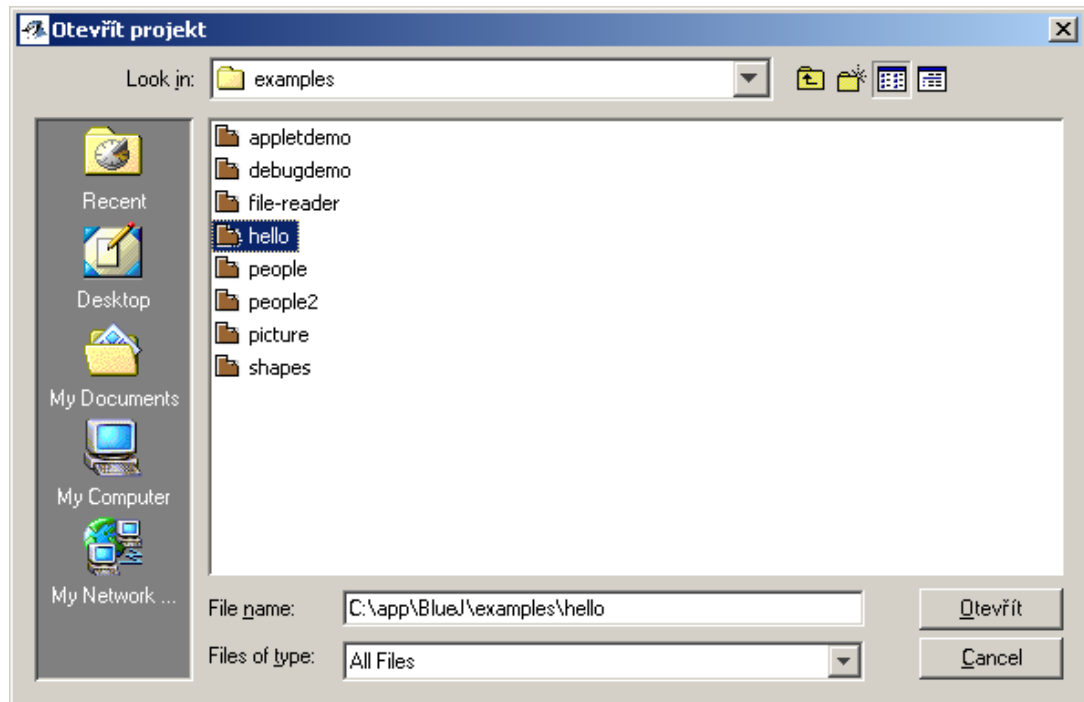 Otevřít projekt
Look in: examples
Recent
Desktop
My Documents
My Computer
My Network ...
appletdemo
debugdemo
file-reader
hello
people
people2
picture
shapes
File name: C:\app\BlueJ\examples\hello Otevřít
Files of type: All Files Cancel